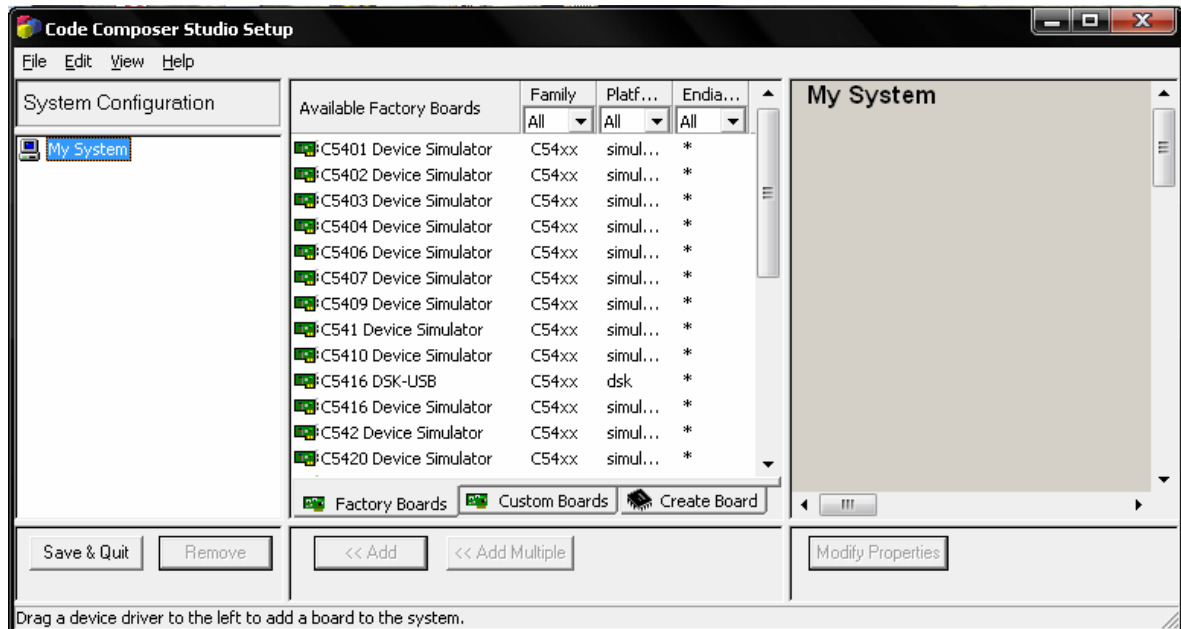 Code Composer Studio Setup
File Edit View Help
System Configuration
My System
Available Factory Boards Family Platf... Endia...
All All All
C5401 Device Simulator C54xx simul... *
C5402 Device Simulator C54xx simul... *
C5403 Device Simulator C54xx simul... *
C5404 Device Simulator C54xx simul... *
C5406 Device Simulator C54xx simul... *
C5407 Device Simulator C54xx simul... *
C5409 Device Simulator C54xx simul... *
C541 Device Simulator C54xx simul... *
C5410 Device Simulator C54xx simul... *
C5416 DSK-USB C54xx dsk *
C5416 Device Simulator C54xx simul... *
C542 Device Simulator C54xx simul... *
C5420 Device Simulator C54xx simul... *
Factory Boards Custom Boards Create Board
My System
Save & Quit Remove << Add << Add Multiple Modify Properties
Drag a device driver to the left to add a board to the system.